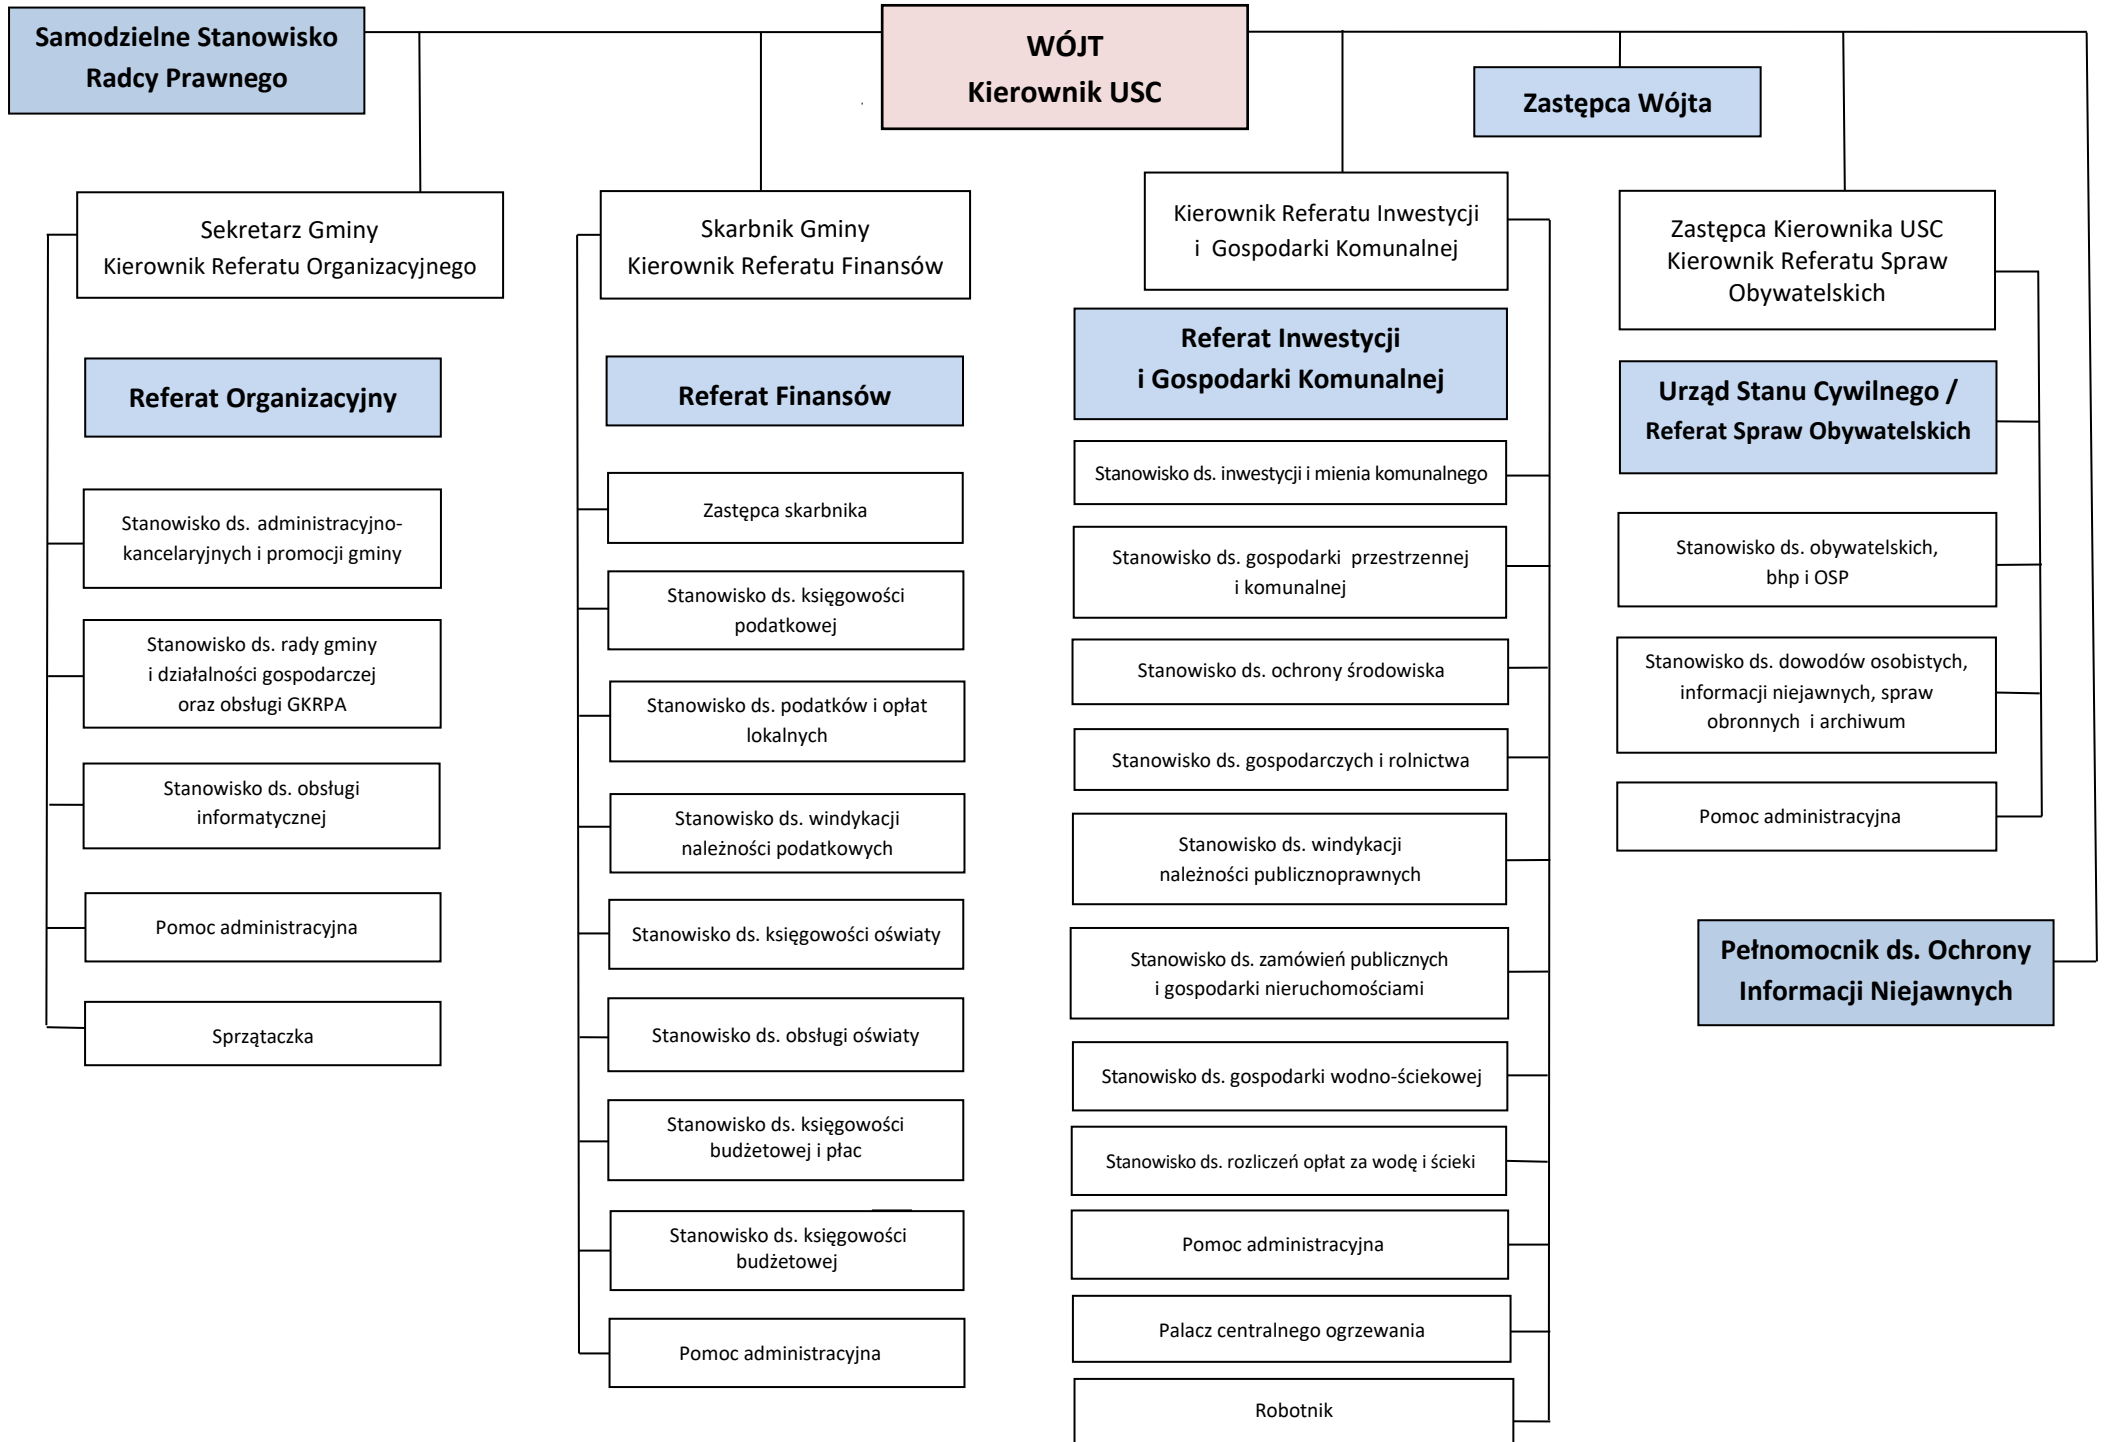 Samodzielne Stanowisko
Radcy Prawnego
WÓJT
Kierownik USC
Zastępca Wójta
Sekretarz Gminy
Kierownik Referatu Organizacyjnego
Referat Organizacyjny
Stanowisko ds. administracyjno-
kancelaryjnych i promocji gminy
Stanowisko ds. rady gminy
i działalności gospodarczej
oraz obsługi GKRPA
Stanowisko ds. obsługi
informatycznej
Pomoc administracyjna
Sprzątaczka
Skarbnik Gminy
Kierownik Referatu Finansów
Referat Finansów
Zastępca skarbnika
Stanowisko ds. księgowości
podatkowej
Stanowisko ds. podatków i opłat
lokalnych
Stanowisko ds. windykacji
należności podatkowych
Stanowisko ds. księgowości oświaty
Stanowisko ds. obsługi oświaty
Stanowisko ds. księgowości
budżetowej i płac
Stanowisko ds. księgowości
budżetowej
Pomoc administracyjna
Kierownik Referatu Inwestycji
i Gospodarki Komunalnej
Referat Inwestycji
i Gospodarki Komunalnej
Stanowisko ds. inwestycji i mienia komunalnego
Stanowisko ds. gospodarki przestrzennej
i komunalnej
Stanowisko ds. ochrony środowiska
Stanowisko ds. gospodarczych i rolnictwa
Stanowisko ds. windykacji
należności publicznoprawnych
Stanowisko ds. zamówień publicznych
i gospodarki nieruchomościami
Stanowisko ds. gospodarki wodno-ściekowej
Stanowisko ds. rozliczeń opłat za wodę i ścieki
Pomoc administracyjna
Palacz centralnego ogrzewania
Robotnik
Zastępca Kierownika USC
Kierownik Referatu Spraw
Obywatelskich
Urząd Stanu Cywilnego /
Referat Spraw Obywatelskich
Stanowisko ds. obywatelskich,
bhp i OSP
Stanowisko ds. dowodów osobistych,
informacji niejawnych, spraw
obronnych i archiwum
Pomoc administracyjna
Pełnomocnik ds. Ochrony
Informacji Niejawnych